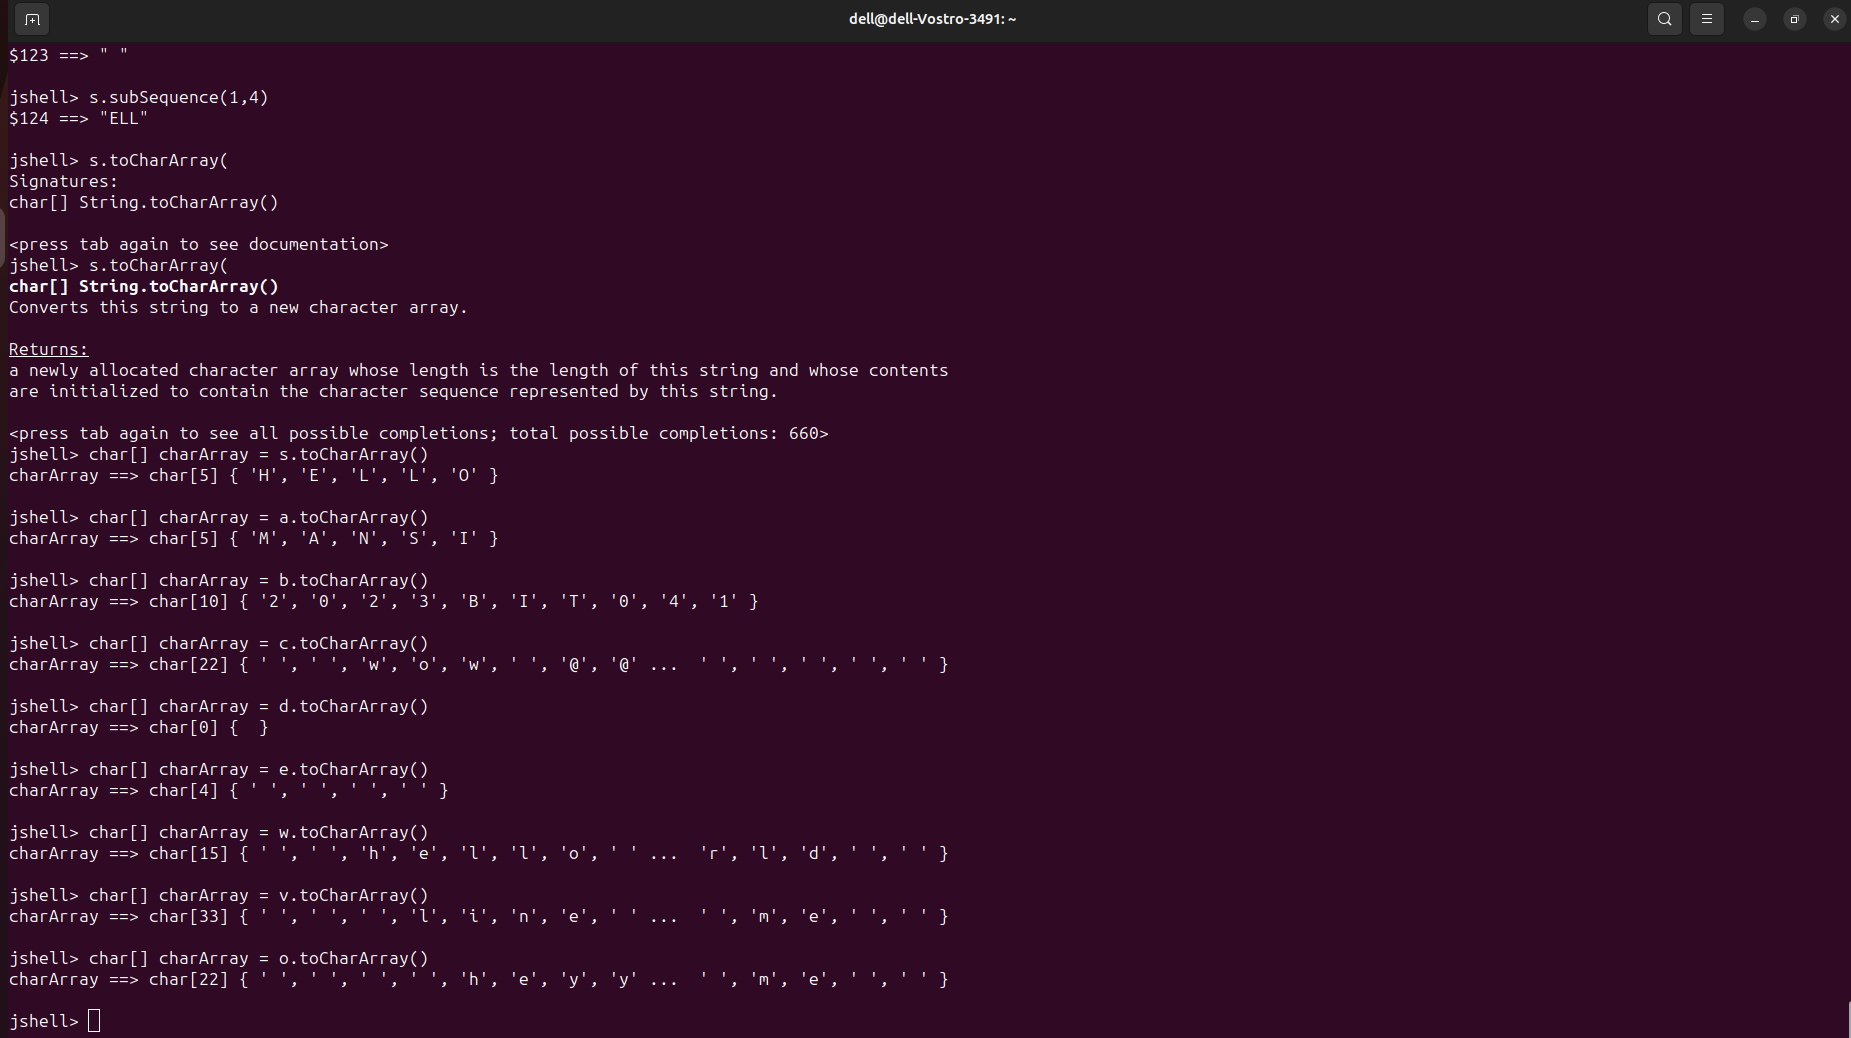 dell@dell-Vostro-3491: ~
$123 ==> " "
jshell> s.subSequence(1,4)
$124 ==> "ELL"
jshell> s.toCharArray(
Signatures:
char[] String.toCharArray()
<press tab again to see documentation>
jshell> s.toCharArray(
char[] String.toCharArray()
Converts this string to a new character array.
Returns:
a newly allocated character array whose length is the length of this string and whose contents
are initialized to contain the character sequence represented by this string.
<press tab again to see all possible completions; total possible completions: 660>
jshell> char[] charArray = s.toCharArray()
charArray ==> char[5] { 'H', 'E', 'L', 'L', 'O' }
jshell> char[] charArray = a.toCharArray()
charArray ==> char[5] { 'M', 'A', 'N', 'S', 'I' }
jshell> char[] charArray = b.toCharArray()
charArray ==> char[10] { '2', '0', '2', '3', 'B', 'I', 'T', '0', '4', '1' }
jshell> char[] charArray = c.toCharArray()
charArray ==> char[22] { ' ', ' ', 'w', 'o', 'w', ' ', '@', '@' ...  ' ', ' ', ' ', ' ', ' ' }
jshell> char[] charArray = d.toCharArray()
charArray ==> char[0] {  }
jshell> char[] charArray = e.toCharArray()
charArray ==> char[4] { ' ', ' ', ' ', ' ' }
jshell> char[] charArray = w.toCharArray()
charArray ==> char[15] { ' ', ' ', 'h', 'e', 'l', 'l', 'o', ' ' ...  'r', 'l', 'd', ' ', ' ' }
jshell> char[] charArray = v.toCharArray()
charArray ==> char[33] { ' ', ' ', ' ', 'l', 'i', 'n', 'e', ' ' ...  ' ', 'm', 'e', ' ', ' ' }
jshell> char[] charArray = o.toCharArray()
charArray ==> char[22] { ' ', ' ', ' ', ' ', 'h', 'e', 'y', 'y' ...  ' ', 'm', 'e', ' ', ' ' }
jshell>